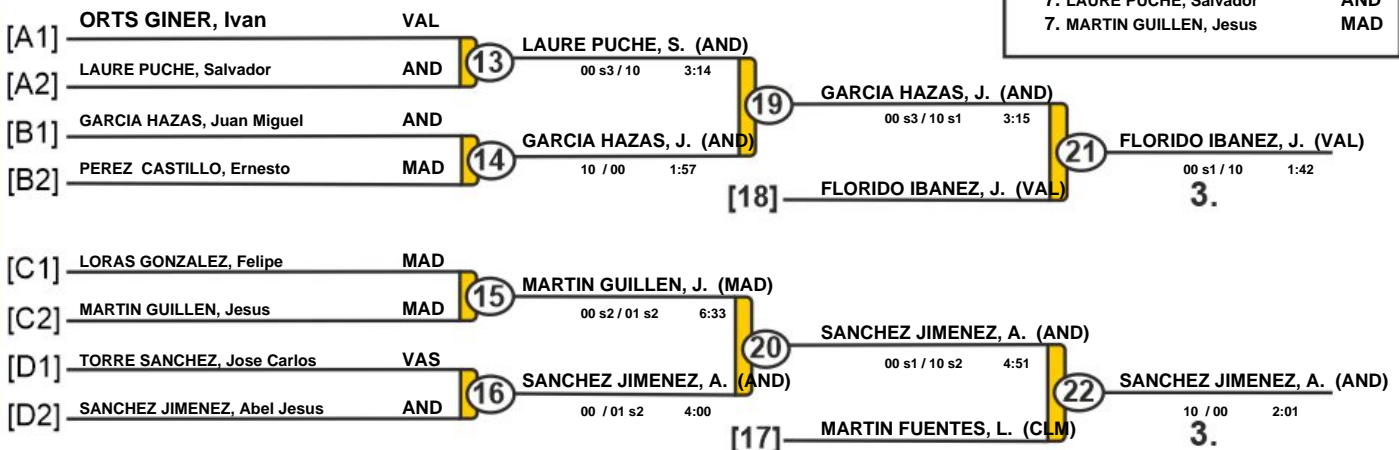 7. LAURE PUCHE, Salvador AND
7. MARTIN GUILLEN, Jesus MAD
[A1] ORTS GINER, Ivan VAL
[A2] LAURE PUCHE, Salvador AND
13 LAURE PUCHE, S. (AND)
00 s3 / 10 3:14
[B1] GARCIA HAZAS, Juan Miguel AND
[B2] PEREZ CASTILLO, Ernesto MAD
14 GARCIA HAZAS, J. (AND)
10 / 00 1:57
19 GARCIA HAZAS, J. (AND)
00 s3 / 10 s1 3:15
[18] FLORIDO IBANEZ, J. (VAL)
21 FLORIDO IBANEZ, J. (VAL)
00 s1 / 10 1:42
3.
[C1] LORAS GONZALEZ, Felipe MAD
[C2] MARTIN GUILLEN, Jesus MAD
15 MARTIN GUILLEN, J. (MAD)
00 s2 / 01 s2 6:33
[D1] TORRE SANCHEZ, Jose Carlos VAS
[D2] SANCHEZ JIMENEZ, Abel Jesus AND
16 SANCHEZ JIMENEZ, A. (AND)
00 / 01 s2 4:00
20 SANCHEZ JIMENEZ, A. (AND)
00 s1 / 10 s2 4:51
[17] MARTIN FUENTES, L. (CLM)
22 SANCHEZ JIMENEZ, A. (AND)
10 / 00 2:01
3.